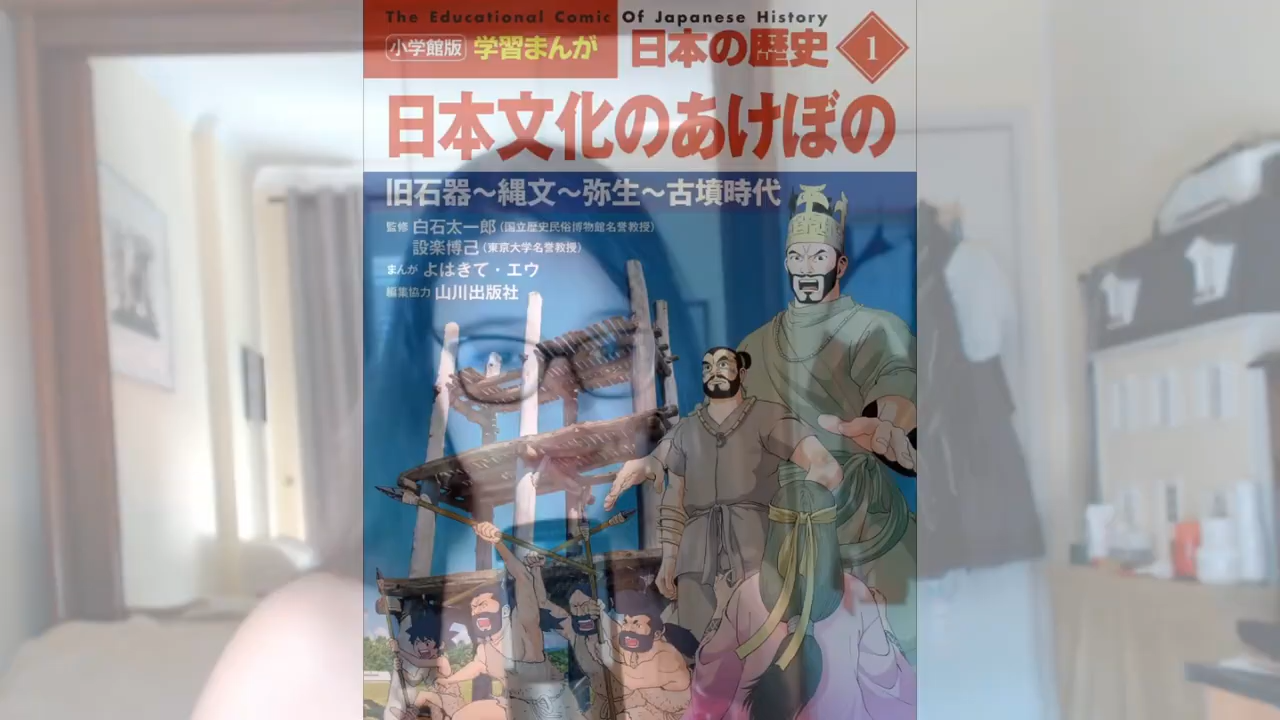 The Educational Comic Of Japanese History
小学館版 学習まんが 日本の歴史 1
日本文化のあけぼの
旧石器～縄文～弥生～古墳時代
監修 白石太一郎(国立歴史民俗博物館名誉教授)
設楽博己(東京大学名誉教授)
まんが よはきて・エウ
編集協力 山川出版社